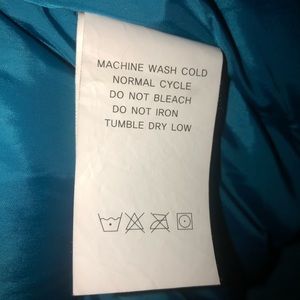 MACHINE WASH COLD
NORMAL CYCLE
DO NOT BLEACH
DO NOT IRON
TUMBLE DRY LOW